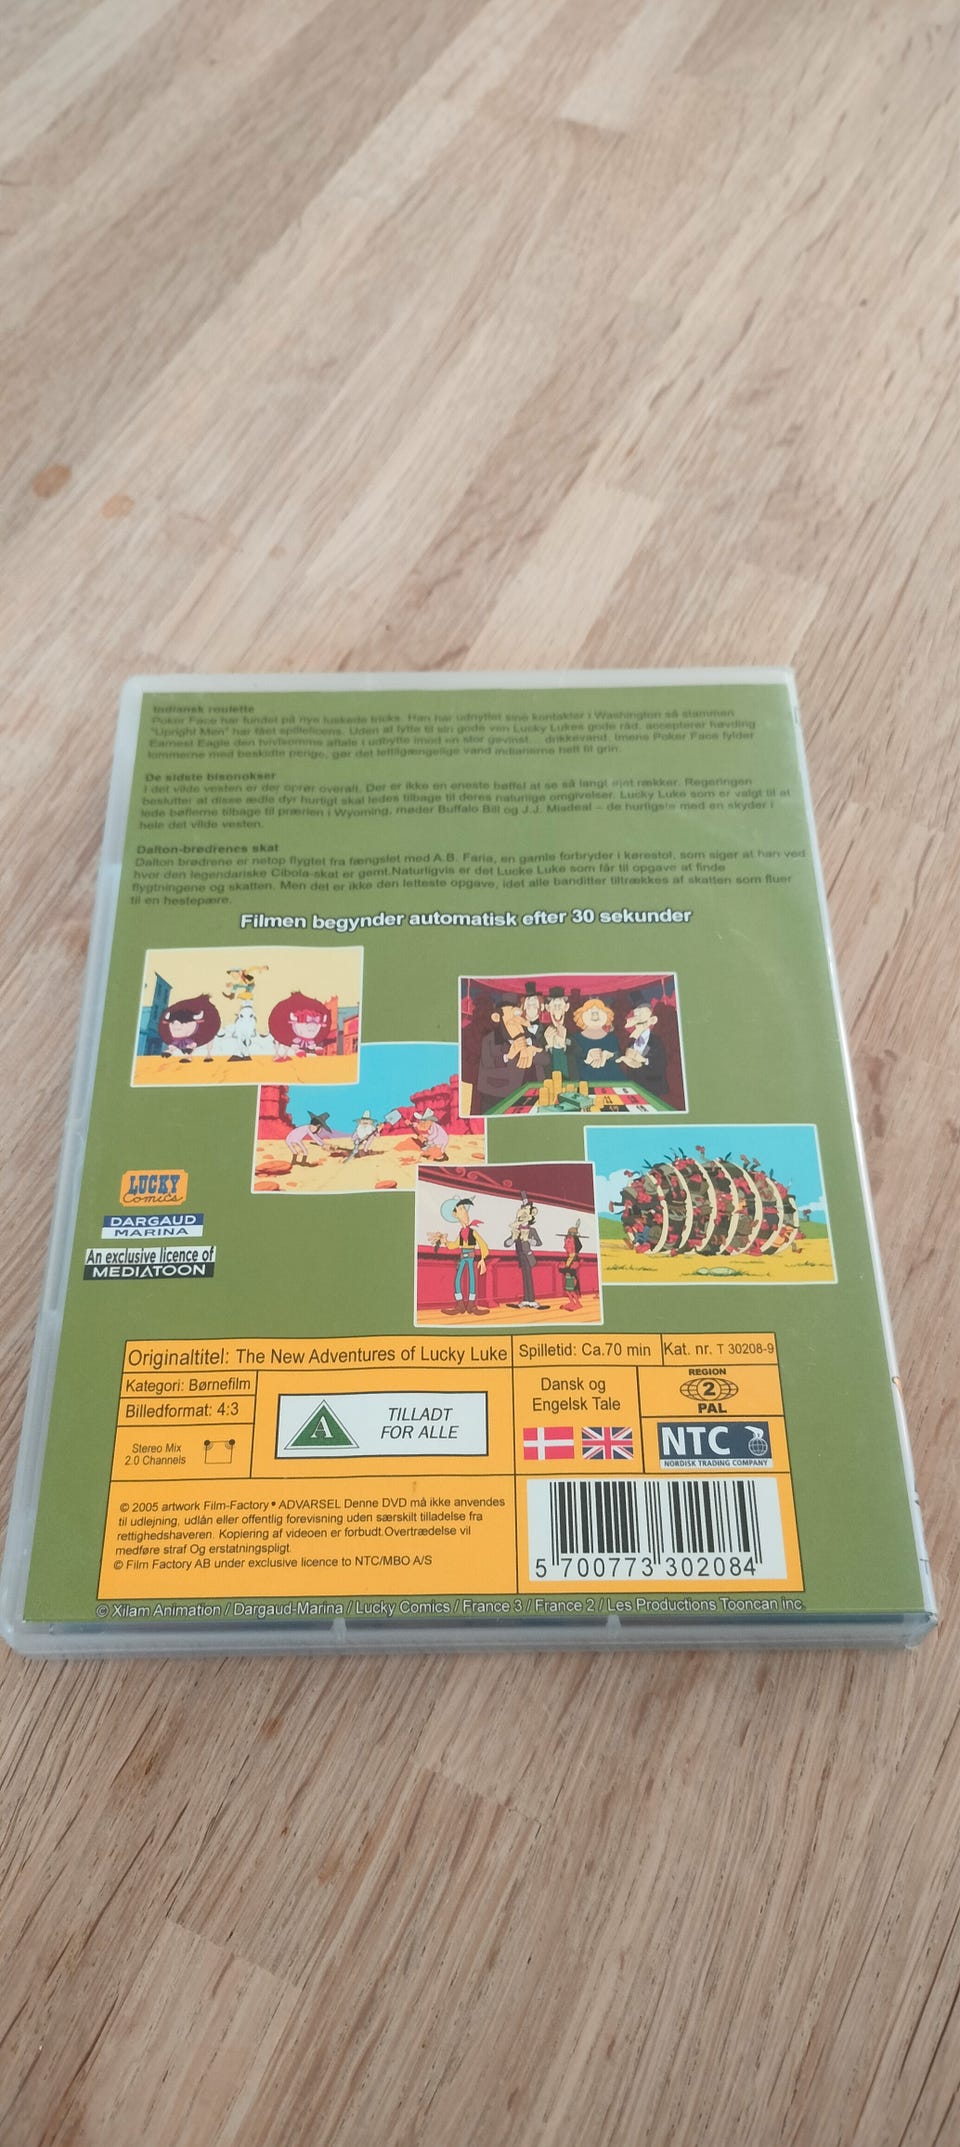 Indiansk roulette
Poker Face har fundet på nye luskede tricks. Han har udnyttet sine kontakter i Washington så stammen
"Upright Men" har fået spillelicens. Uden at lytte til sin gode ven Lucky Lukes gode råd, accepterer høvding
Earnest Eagle den tvivlsomme aftale i udbytte imod en stor gevinst... drikkevand. Imens Poker Face fylder
lommerne med beskidte penge, gør det lettilgængelige vand indianerne helt til grin.
De sidste bisonokser
I det vilde vesten er der oprør overalt. Der er ikke en eneste bøffel at se så langt øjet rækker. Regeringen
beslutter at disse ædle dyr hurtigt skal ledes tilbage til deres naturlige omgivelser. Lucky Luke som er valgt til at
lede bøflerne tilbage til prærien i Wyoming, møder Buffalo Bill og J.J. Misdeal – de hurtigste med en skyder i
hele det vilde vesten.
Dalton-brødrenes skat
Dalton brødrene er netop flygtet fra fængslet med A.B. Faria, en gamle forbryder i kørestol, som siger at han ved
hvor den legendariske Cibola-skat er gemt.Naturligvis er det Lucke Luke som får til opgave at finde
flygtningene og skatten. Men det er ikke den letteste opgave, idet alle banditter tiltrækkes af skatten som fluer
til en hestepære.
Filmen begynder automatisk efter 30 sekunder
LUCKY
Comics
DARGAUD
MARINA
An exclusive licence of
MEDIATOON
Originaltitel: The New Adventures of Lucky Luke
Spilletid: Ca.70 min
Kat. nr. T 30208-9
Kategori: Børnefilm
Billedformat: 4:3
Stereo Mix
2.0 Channels
A
TILLADT
FOR ALLE
Dansk og
Engelsk Tale
REGION
2
PAL
NTC
NORDISK TRADING COMPANY
© 2005 artwork Film-Factory • ADVARSEL Denne DVD må ikke anvendes
til udlejning, udlån eller offentlig forevisning uden særskilt tilladelse fra
rettighedshaveren. Kopiering af videoen er forbudt.Overtrædelse vil
medføre straf Og erstatningspligt.
© Film Factory AB under exclusive licence to NTC/MBO A/S
5 700773 302084
© Xilam Animation / Dargaud-Marina / Lucky Comics / France 3 / France 2 / Les Productions Tooncan inc.